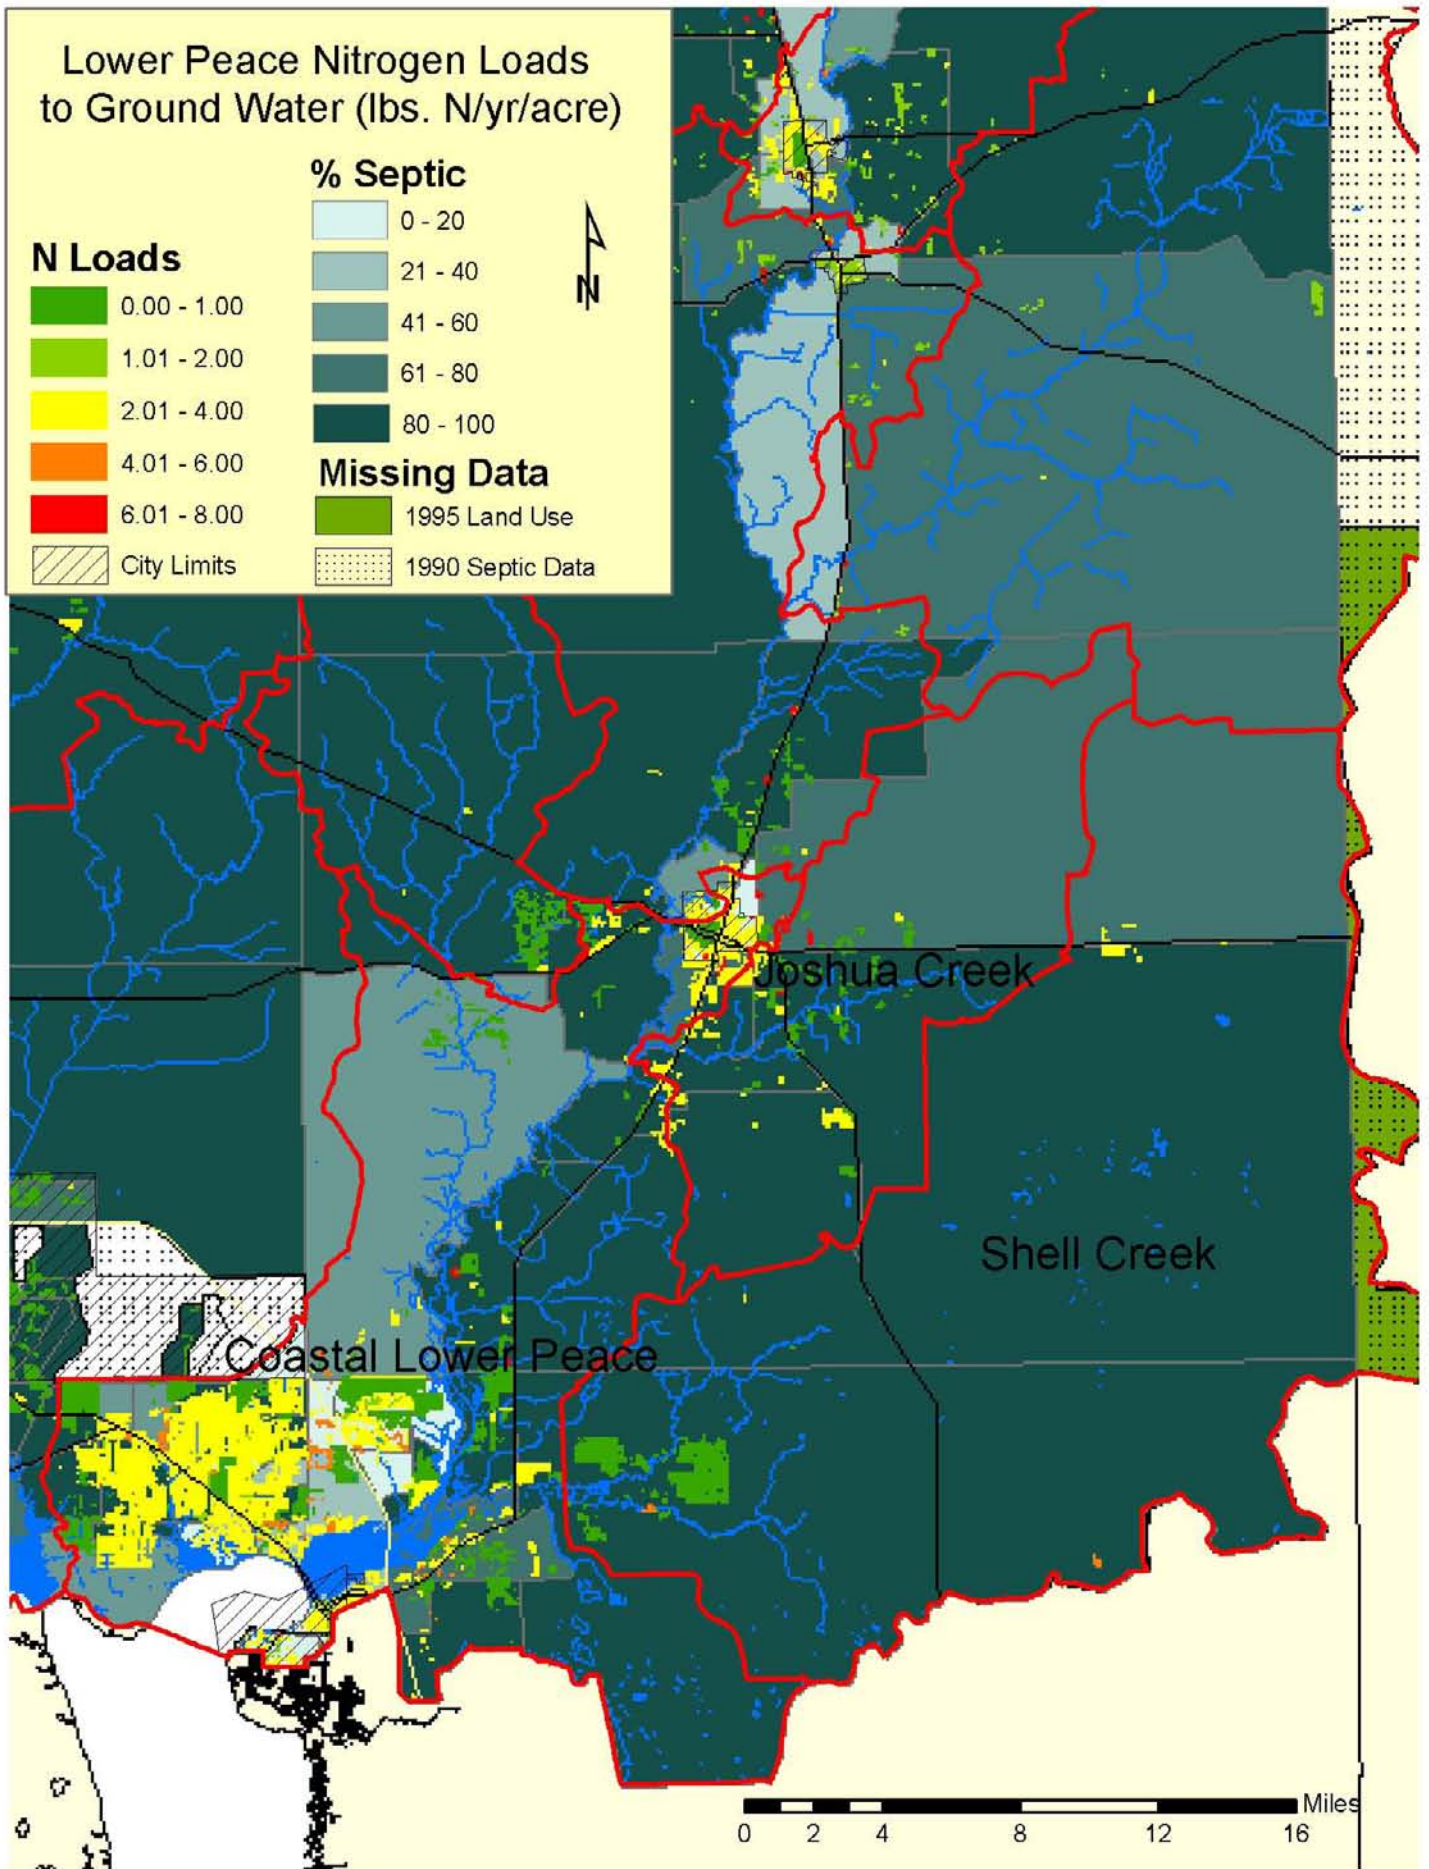 Lower Peace Nitrogen Loads
to Ground Water (lbs. N/yr/acre)
% Septic
0 - 20
21 - 40
41 - 60
61 - 80
80 - 100
N
N Loads
0.00 - 1.00
1.01 - 2.00
2.01 - 4.00
4.01 - 6.00
6.01 - 8.00
City Limits
Missing Data
1995 Land Use
1990 Septic Data
Joshua Creek
Shell Creek
Coastal Lower Peace
Miles
0 2 4 8 12 16